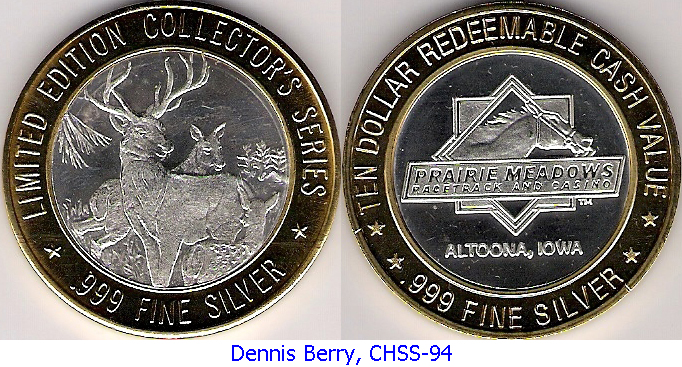 LIMITED EDITION COLLECTOR'S SERIES
.999 FINE SILVER
TEN DOLLAR REDEEMABLE CASH VALUE
PRAIRIE MEADOWS
RACETRACK AND CASINO
TM
ALTOONA, IOWA
.999 FINE SILVER
Dennis Berry, CHSS-94